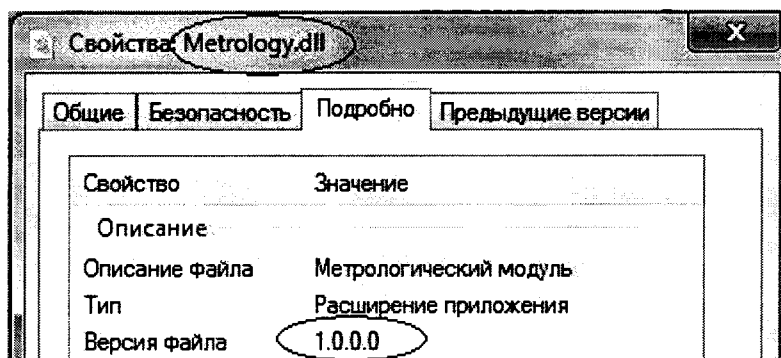 Свойства: Metrology.dll
X
Общие Безопасность Подробно Предыдущие версии
Свойство Значение
Описание
Описание файла Метрологический модуль
Тип Расширение приложения
Версия файла 1.0.0.0